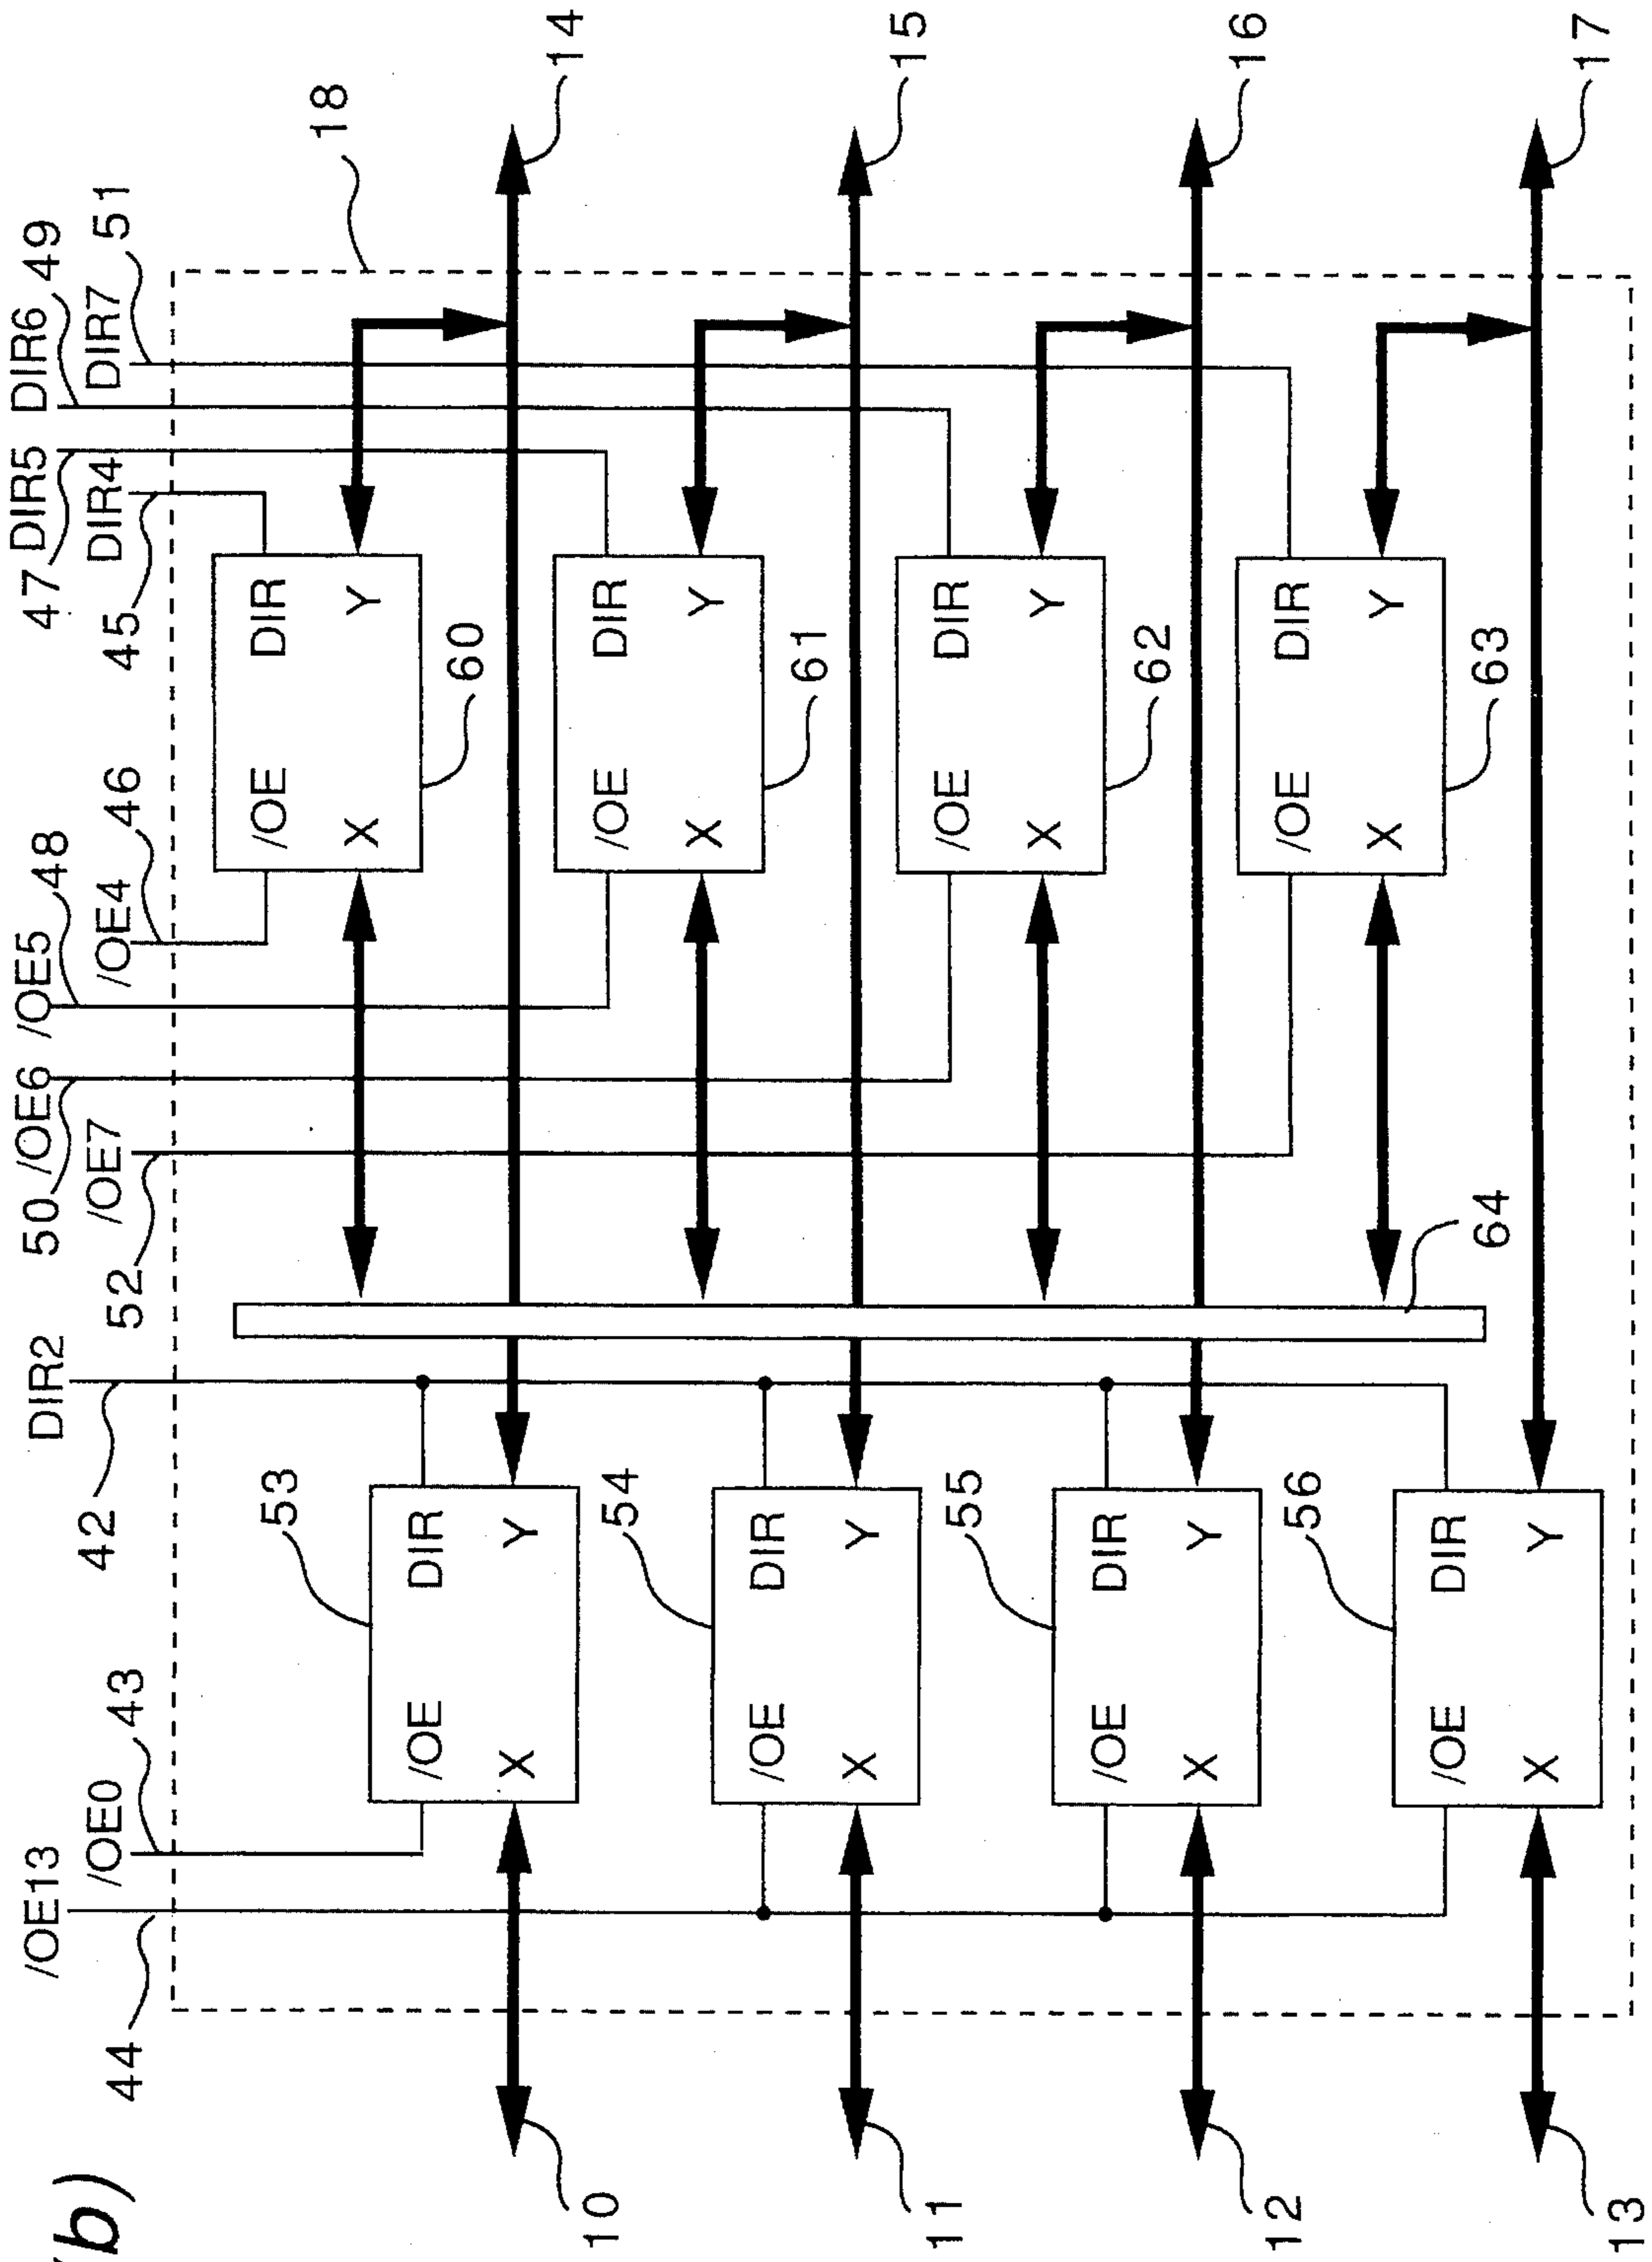 (b)
/OE13 DIR2 50 /OE6 /OE5 48 47 DIR5 DIR6 49
44 /OE0 43 42 52 /OE7 /OE4 46 45 DIR4 DIR7 51
18
53 /OE DIR
X Y
/OE DIR 60
X Y 14
10
54 /OE DIR
X Y
/OE DIR 61
X Y 15
11
55 /OE DIR
X Y
/OE DIR 62
X Y 16
12
56 /OE DIR
X Y
/OE DIR 64 63
X Y 17
13